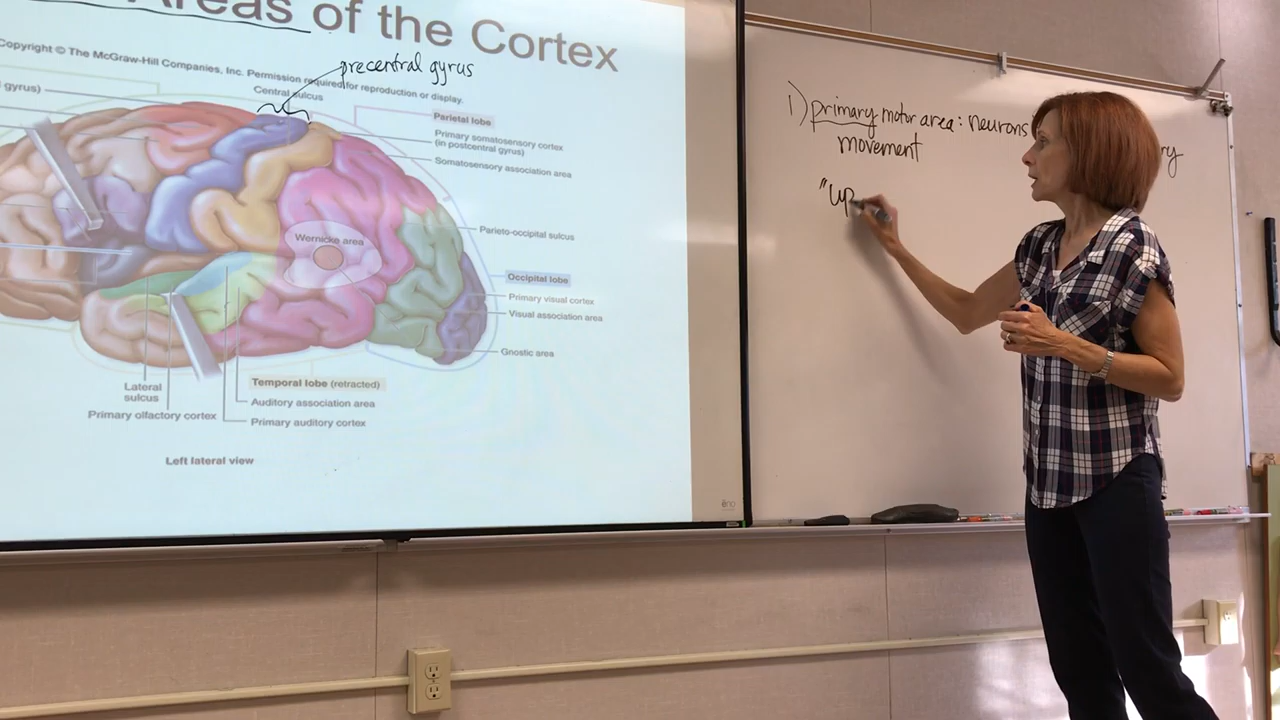 Areas of the Cortex
Copyright © The McGraw-Hill Companies, Inc. Permission required for reproduction or display.
precentral gyrus
gyrus)
Central sulcus
Parietal lobe
Primary somatosensory cortex
(in postcentral gyrus)
Somatosensory association area
Wernicke area
Parieto-occipital sulcus
Occipital lobe
Primary visual cortex
Visual association area
Gnostic area
Temporal lobe (retracted)
Auditory association area
Primary auditory cortex
Lateral
sulcus
Primary olfactory cortex
Left lateral view
ēno
1) primary motor area: neurons
movement
"up